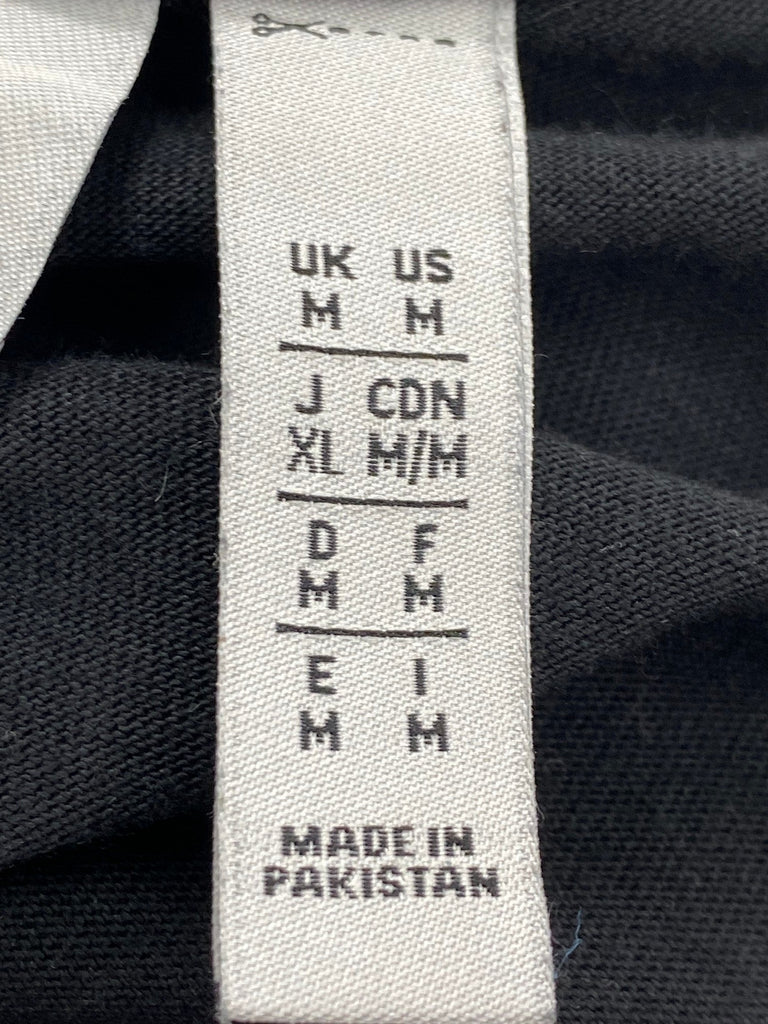 UK US
M M
J CDN
XL M/M
D F
M M
E I
M M
MADE IN
PAKISTAN